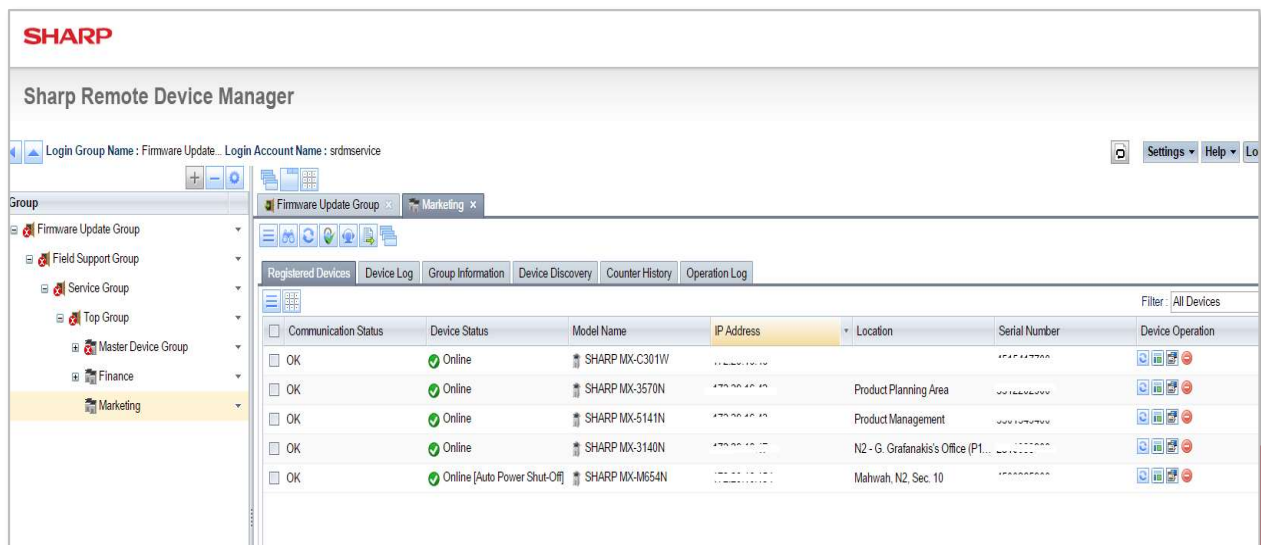 SHARP
Sharp Remote Device Manager
Login Group Name : Firmware Update... Login Account Name : srdmservice
Settings Help Lo
Group
Firmware Update Group
Field Support Group
Service Group
Top Group
Master Device Group
Finance
Marketing
Firmware Update Group x Marketing x
Registered Devices Device Log Group Information Device Discovery Counter History Operation Log
Filter : All Devices
Communication Status Device Status Model Name IP Address Location Serial Number Device Operation
OK Online SHARP MX-C301W
OK Online SHARP MX-3570N Product Planning Area
OK Online SHARP MX-5141N Product Management
OK Online SHARP MX-3140N N2 - G. Grafanakis's Office (P1...
OK Online [Auto Power Shut-Off] SHARP MX-M654N Mahwah, N2, Sec. 10